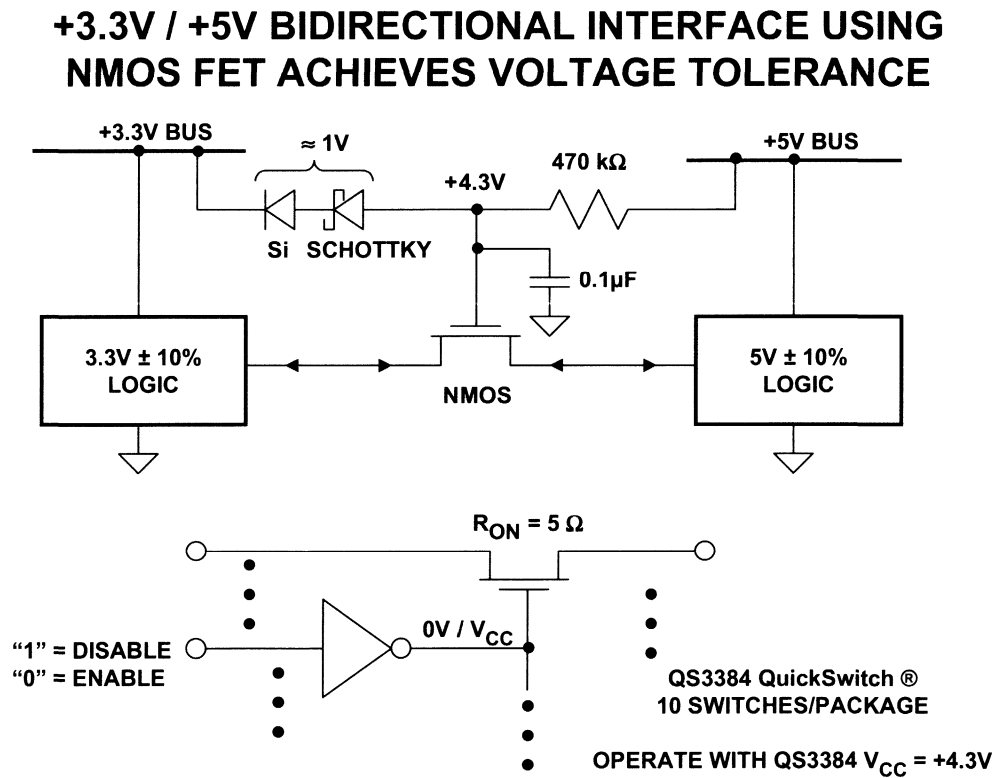 +3.3V / +5V BIDIRECTIONAL INTERFACE USING
NMOS FET ACHIEVES VOLTAGE TOLERANCE
+3.3V BUS
≈ 1V
+5V BUS
470 kΩ
+4.3V
Si
SCHOTTKY
0.1µF
3.3V ± 10%
LOGIC
5V ± 10%
LOGIC
NMOS
RON = 5 Ω
0V / VCC
“1” = DISABLE
“0” = ENABLE
QS3384 QuickSwitch ®
10 SWITCHES/PACKAGE
OPERATE WITH QS3384 VCC = +4.3V